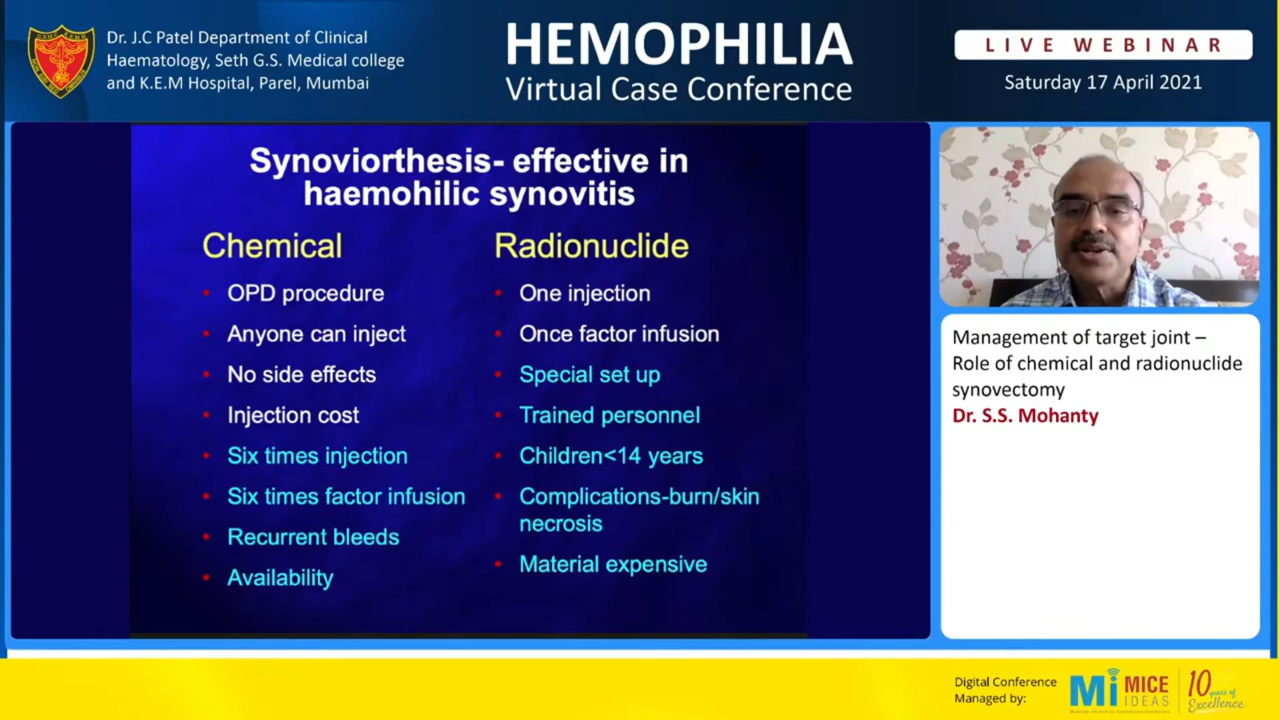 Dr. J.C Patel Department of Clinical
Haematology, Seth G.S. Medical college
and K.E.M Hospital, Parel, Mumbai
HEMOPHILIA
Virtual Case Conference
LIVE WEBINAR
Saturday 17 April 2021
Synoviorthesis- effective in
haemohilic synovitis
Chemical
• OPD procedure
• Anyone can inject
• No side effects
• Injection cost
• Six times injection
• Six times factor infusion
• Recurrent bleeds
• Availability
Radionuclide
• One injection
• Once factor infusion
• Special set up
• Trained personnel
• Children<14 years
• Complications-burn/skin
necrosis
• Material expensive
Management of target joint –
Role of chemical and radionuclide
synovectomy
Dr. S.S. Mohanty
Digital Conference
Managed by:
Mi MICE
IDEAS
10 years of
Excellence